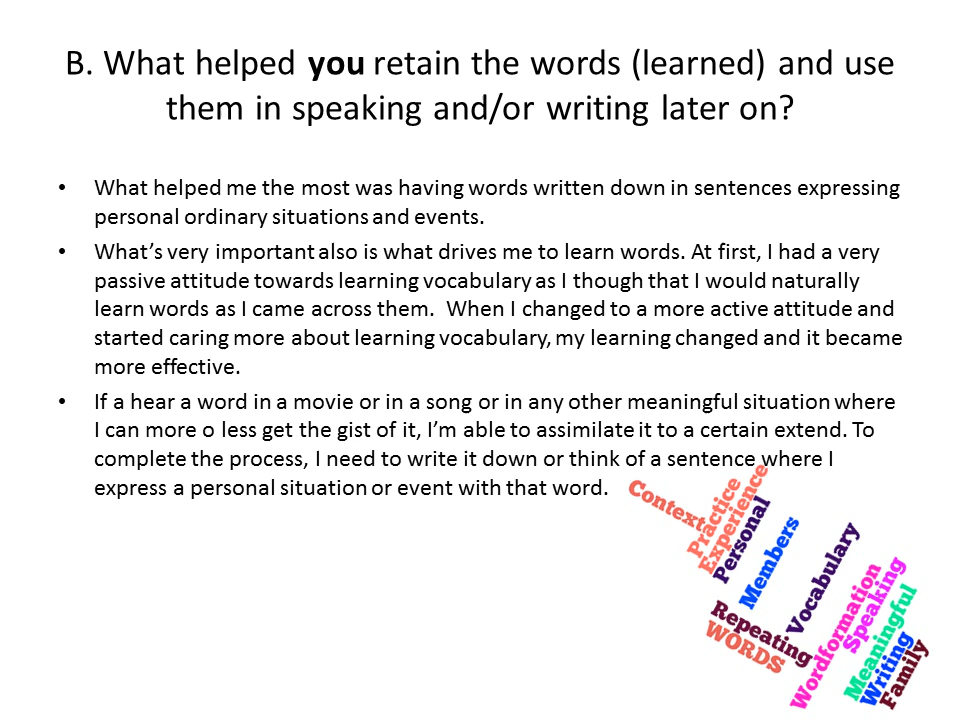 B. What helped you retain the words (learned) and use
them in speaking and/or writing later on?
• What helped me the most was having words written down in sentences expressing
personal ordinary situations and events.
• What’s very important also is what drives me to learn words. At first, I had a very
passive attitude towards learning vocabulary as I though that I would naturally
learn words as I came across them. When I changed to a more active attitude and
started caring more about learning vocabulary, my learning changed and it became
more effective.
• If a hear a word in a movie or in a song or in any other meaningful situation where
I can more o less get the gist of it, I’m able to assimilate it to a certain extend. To
complete the process, I need to write it down or think of a sentence where I
express a personal situation or event with that word.
Context
Practice
Experience
Personal
Members
Vocabulary
Repeating
WORDS
Wordformation
Speaking
Meaningful
Writing
Family